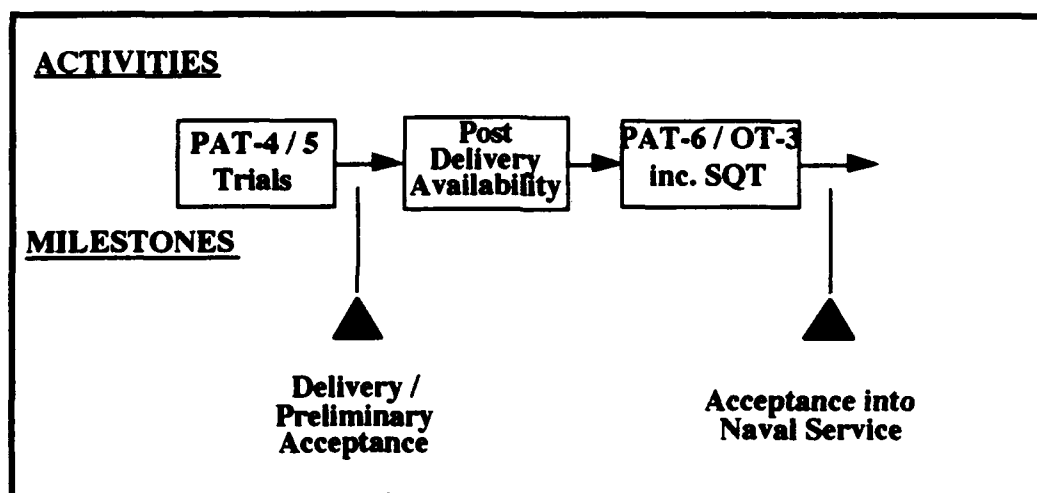 ACTIVITIES
PAT-4 / 5
Trials
Post
Delivery
Availability
PAT-6 / OT-3
inc. SQT
MILESTONES
Delivery /
Preliminary
Acceptance
Acceptance into
Naval Service